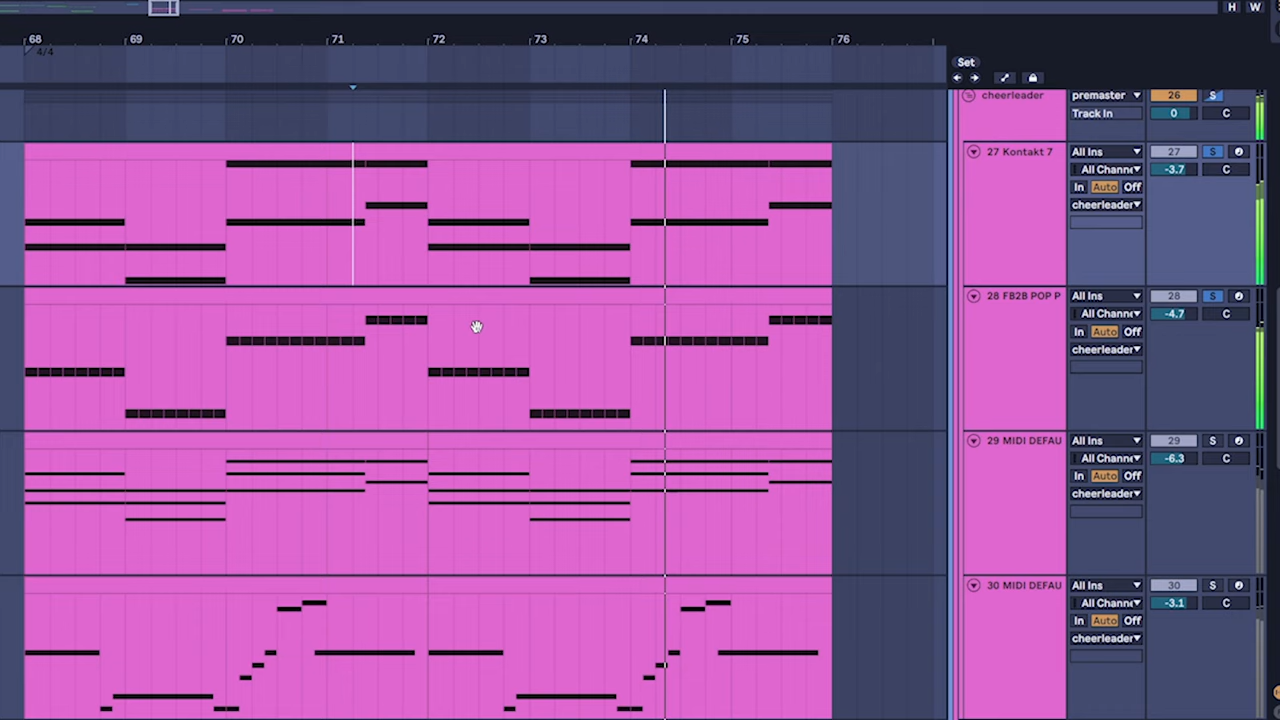 H W
68 69 70 71 72 73 74 75 76
4/4
Set
cheerleader premaster 26 S
Track In 0 C
27 Kontakt 7 All Ins 27 S
All Channe -3.7 C
In Auto Off
cheerleader
28 FB2B POP P All Ins 28 S
All Channe -4.7 C
In Auto Off
cheerleader
29 MIDI DEFAU All Ins 29 S
All Channe -6.3 C
In Auto Off
cheerleader
30 MIDI DEFAU All Ins 30 S
All Channe -3.1 C
In Auto Off
cheerleader